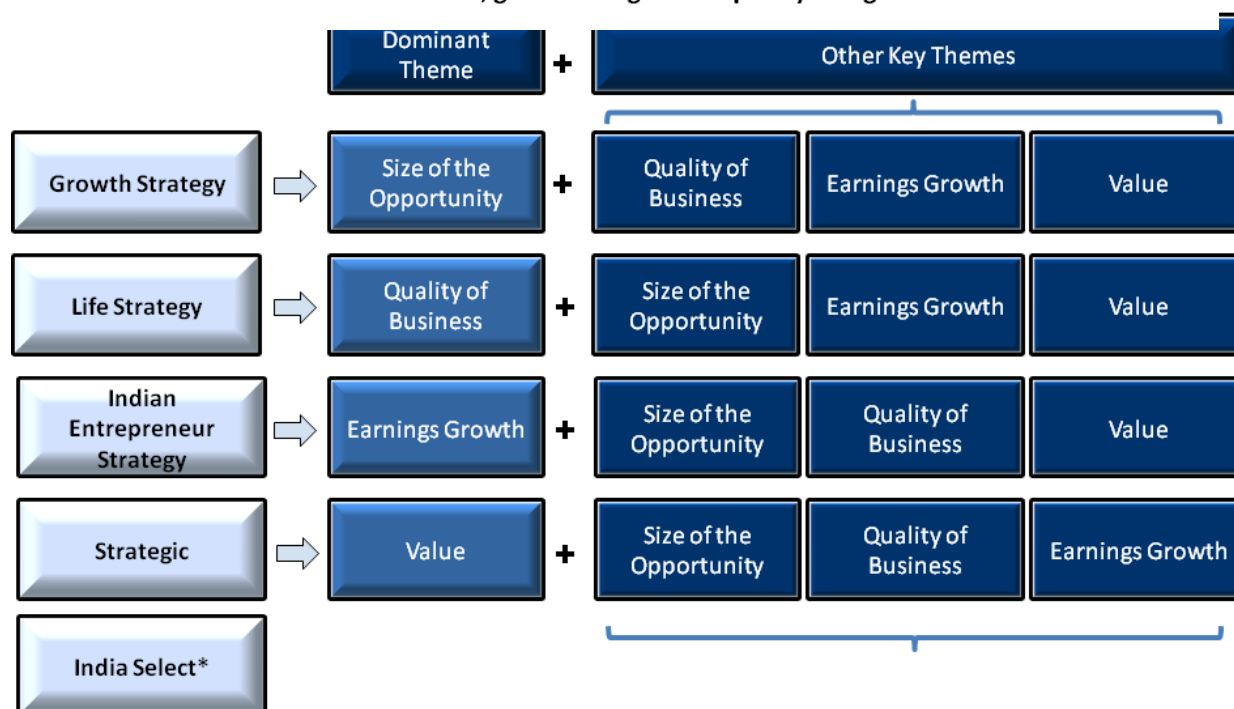 Dominant
Theme
+
Other Key Themes
Growth Strategy
Size of the
Opportunity
+
Quality of
Business
Earnings Growth
Value
Life Strategy
Quality of
Business
+
Size of the
Opportunity
Earnings Growth
Value
Indian
Entrepreneur
Strategy
Earnings Growth
+
Size of the
Opportunity
Quality of
Business
Value
Strategic
Value
+
Size of the
Opportunity
Quality of
Business
Earnings Growth
India Select*